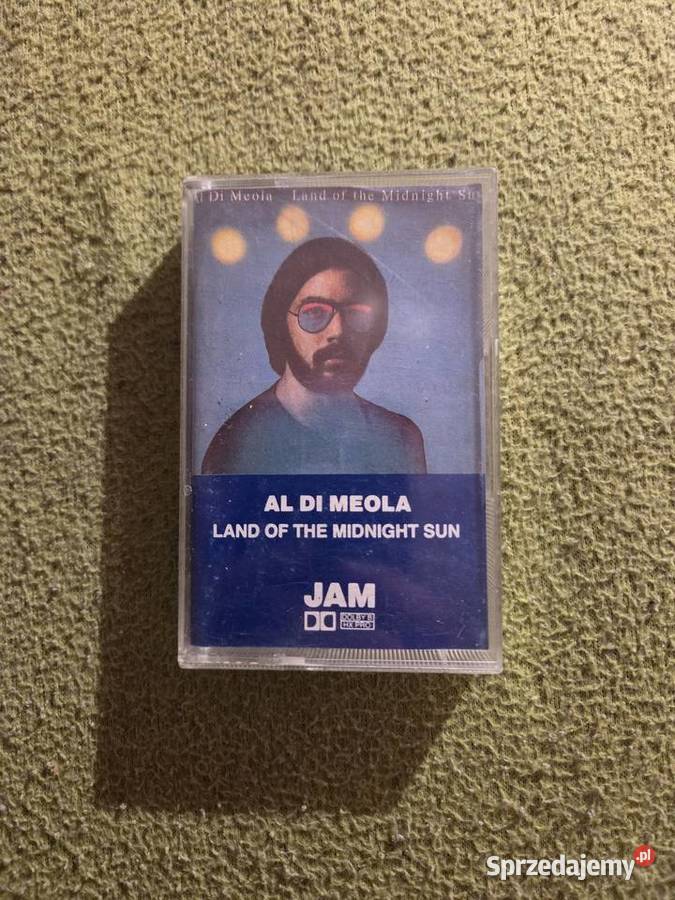 Al Di Meola Land of the Midnight Sun
AL DI MEOLA
LAND OF THE MIDNIGHT SUN
JAM
DOLBY B
HX PRO
Sprzedajemy.pl